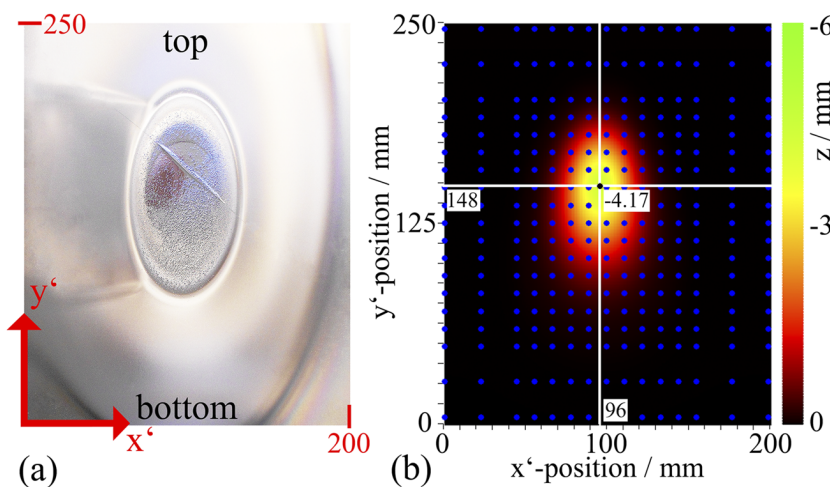 250
top
y‘
bottom
x‘
200
(a)
250
125
0
y‘-position / mm
148
-4.17
96
0
100
200
x‘-position / mm
(b)
-6
-3
0
z / mm